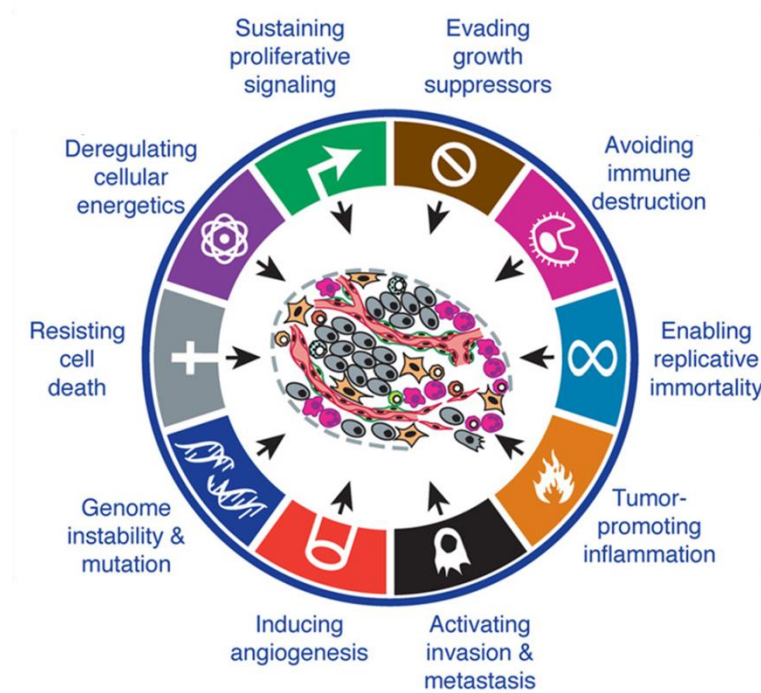 Sustaining
proliferative
signaling
Evading
growth
suppressors
Avoiding
immune
destruction
Enabling
replicative
immortality
Tumor-
promoting
inflammation
Activating
invasion &
metastasis
Inducing
angiogenesis
Genome
instability &
mutation
Resisting
cell
death
Deregulating
cellular
energetics